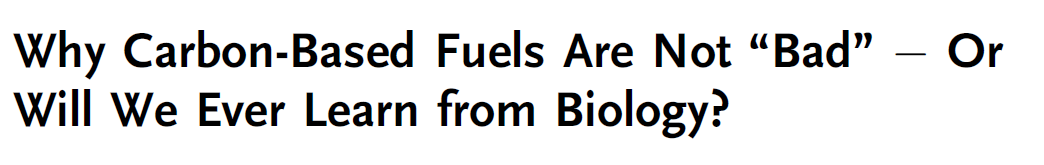 Why Carbon-Based Fuels Are Not “Bad” – Or
Will We Ever Learn from Biology?